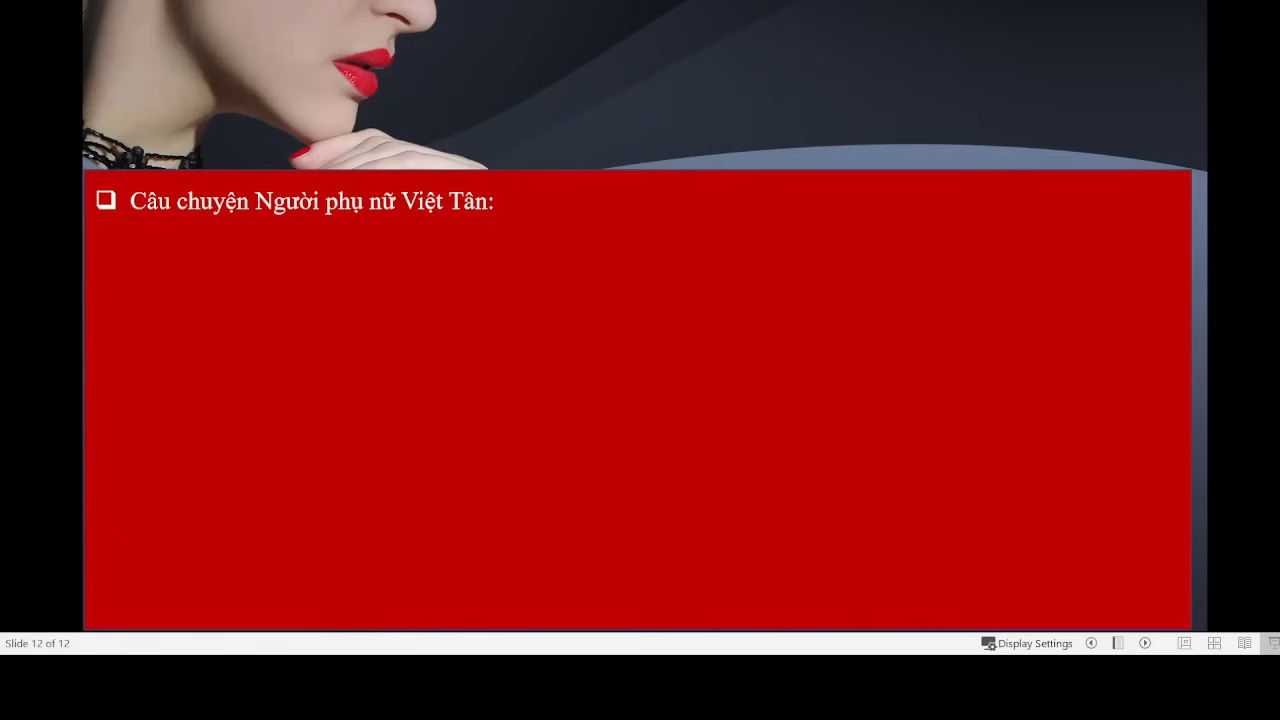 Câu chuyện Người phụ nữ Việt Tân:
Slide 12 of 12
Display Settings